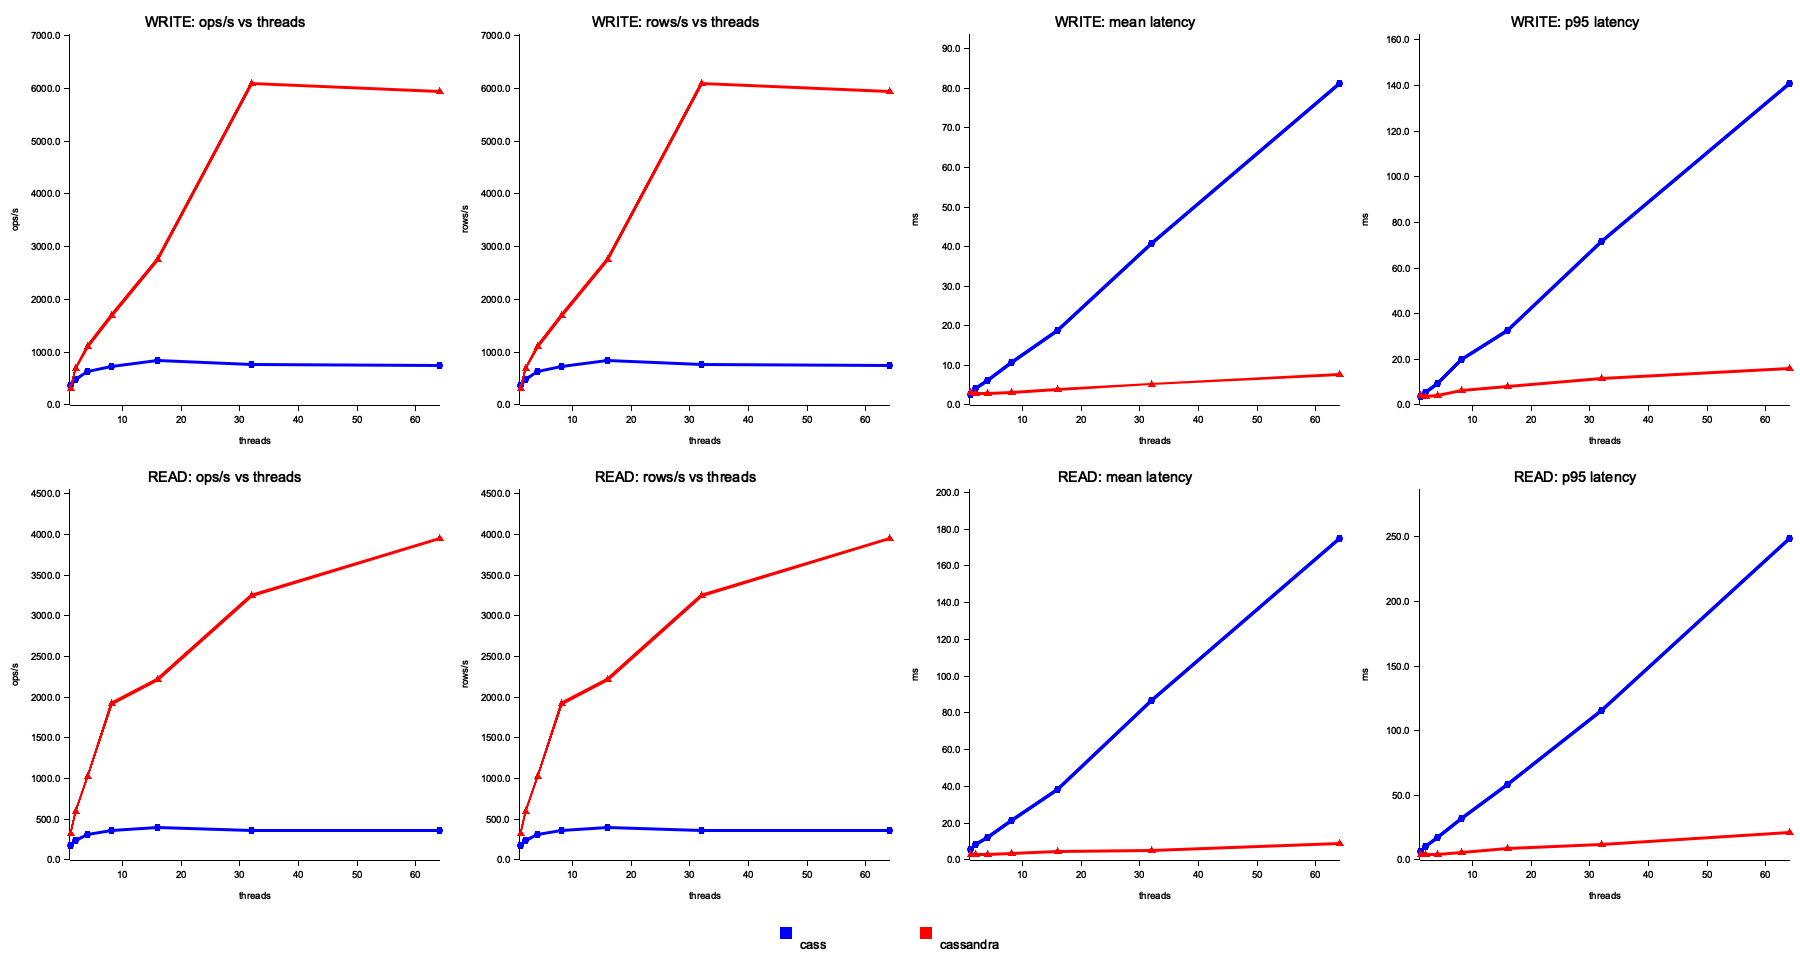 WRITE: ops/s vs threads
7000.0
6000.0
5000.0
4000.0
3000.0
2000.0
1000.0
0.0
ops/s
10 20 30 40 50 60
threads
WRITE: rows/s vs threads
7000.0
6000.0
5000.0
4000.0
3000.0
2000.0
1000.0
0.0
rows/s
10 20 30 40 50 60
threads
WRITE: mean latency
90.0
80.0
70.0
60.0
50.0
40.0
30.0
20.0
10.0
0.0
ms
10 20 30 40 50 60
threads
WRITE: p95 latency
160.0
140.0
120.0
100.0
80.0
60.0
40.0
20.0
0.0
ms
10 20 30 40 50 60
threads
READ: ops/s vs threads
4500.0
4000.0
3500.0
3000.0
2500.0
2000.0
1500.0
1000.0
500.0
0.0
ops/s
10 20 30 40 50 60
threads
READ: rows/s vs threads
4500.0
4000.0
3500.0
3000.0
2500.0
2000.0
1500.0
1000.0
500.0
0.0
rows/s
10 20 30 40 50 60
threads
READ: mean latency
200.0
180.0
160.0
140.0
120.0
100.0
80.0
60.0
40.0
20.0
0.0
ms
10 20 30 40 50 60
threads
READ: p95 latency
250.0
200.0
150.0
100.0
50.0
0.0
ms
10 20 30 40 50 60
threads
cass
cassandra